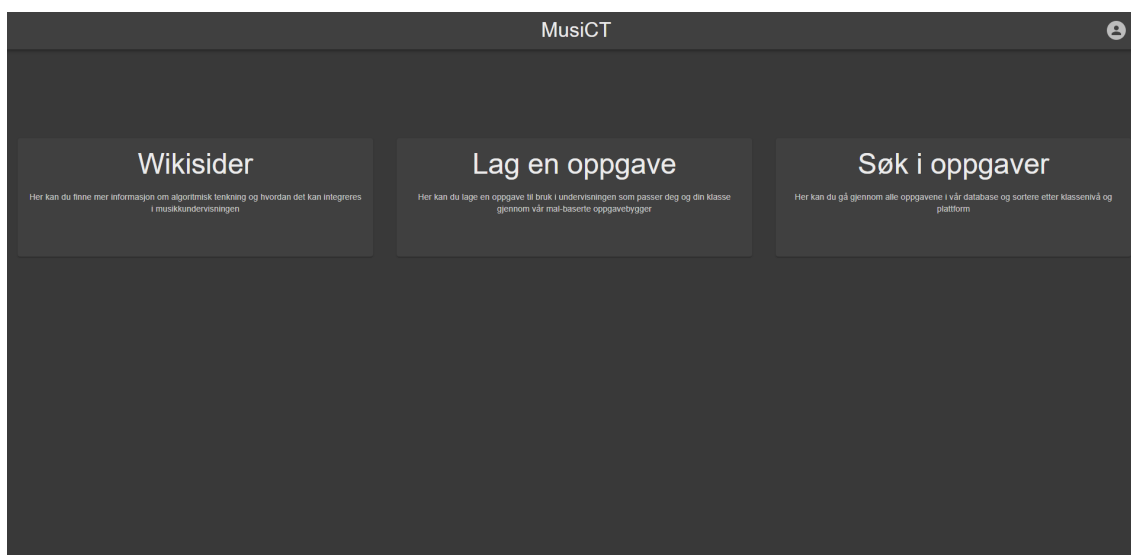 MusiCT
Wikisider
Her kan du finne mer informasjon om algoritmisk tenkning og hvordan det kan integreres
i musikkundervisningen
Lag en oppgave
Her kan du lage en oppgave til bruk i undervisningen som passer deg og din klasse
gjennom vår mal-baserte oppgavebygger
Søk i oppgaver
Her kan du gå gjennom alle oppgavene i vår database og sortere etter klassenivå og
plattform